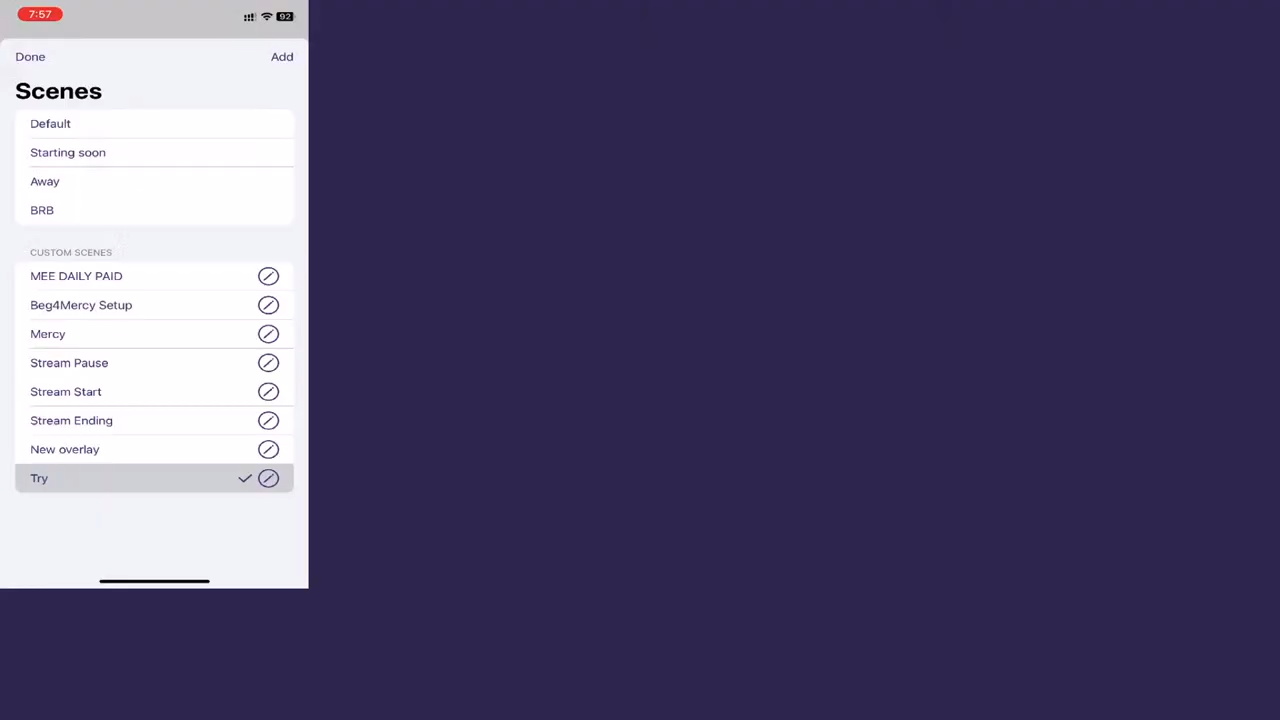 7:57
92
Done
Add
Scenes
Default
Starting soon
Away
BRB
CUSTOM SCENES
MEE DAILY PAID
Beg4Mercy Setup
Mercy
Stream Pause
Stream Start
Stream Ending
New overlay
Try